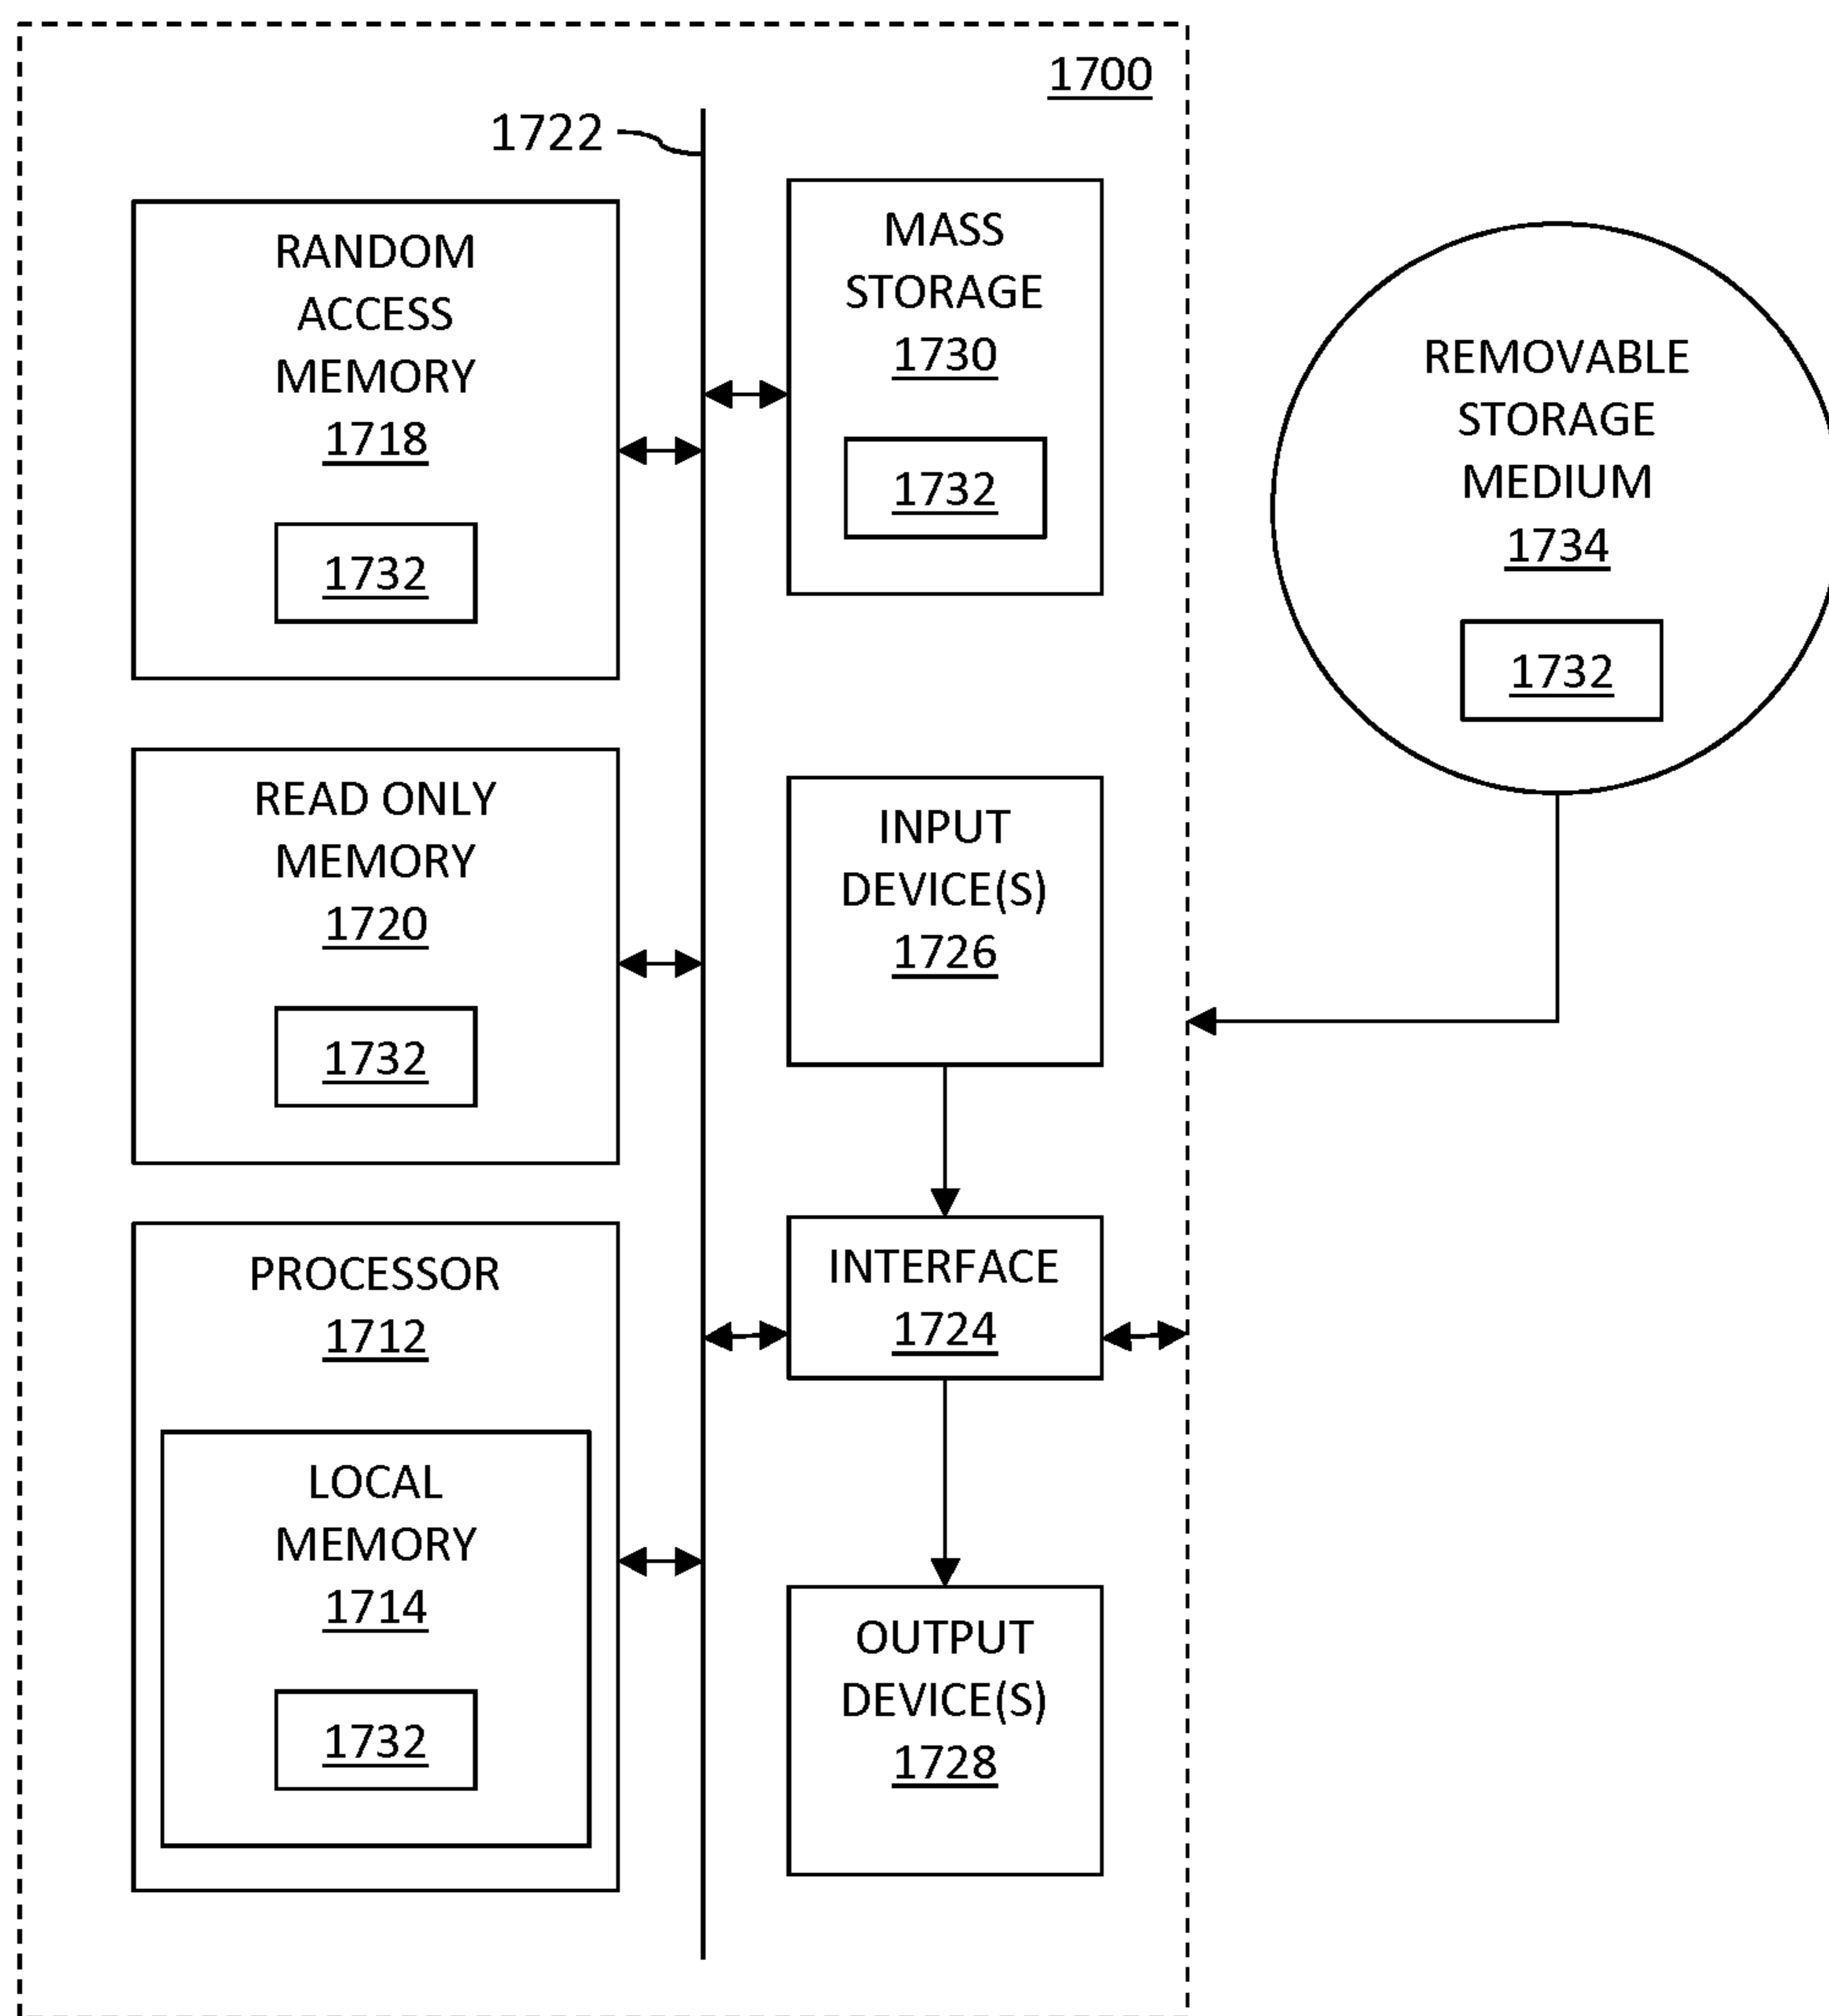 1700
1722
RANDOM
ACCESS
MEMORY
1718
1732
MASS
STORAGE
1730
1732
REMOVABLE
STORAGE
MEDIUM
1734
1732
READ ONLY
MEMORY
1720
1732
INPUT
DEVICE(S)
1726
PROCESSOR
1712
LOCAL
MEMORY
1714
1732
INTERFACE
1724
OUTPUT
DEVICE(S)
1728